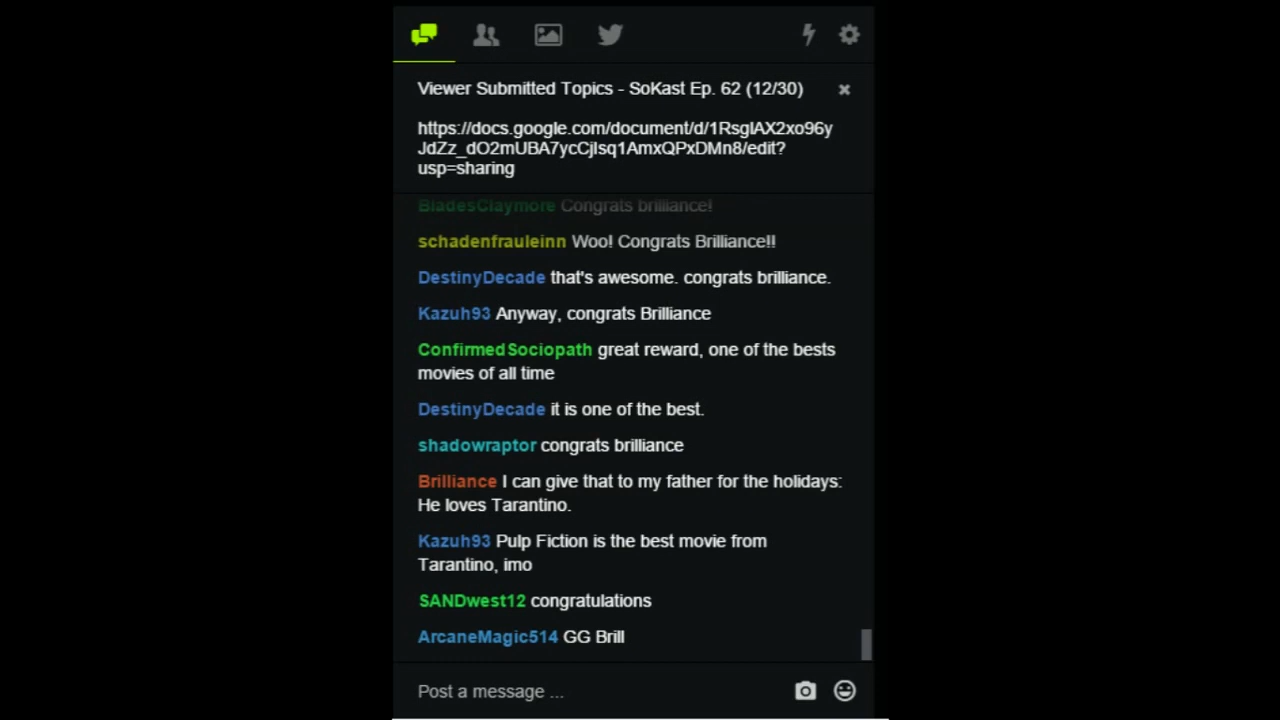 Viewer Submitted Topics - SoKast Ep. 62 (12/30)
https://docs.google.com/document/d/1RsglAX2xo96y
JdZz_dO2mUBA7ycCjIsq1AmxQPxDMn8/edit?
usp=sharing
BladesClaymore Congrats brilliance!
schadenfrauleinn Woo! Congrats Brilliance!!
DestinyDecade that's awesome. congrats brilliance.
Kazuh93 Anyway, congrats Brilliance
ConfirmedSociopath great reward, one of the bests
movies of all time
DestinyDecade it is one of the best.
shadowraptor congrats brilliance
Brilliance I can give that to my father for the holidays:
He loves Tarantino.
Kazuh93 Pulp Fiction is the best movie from
Tarantino, imo
SANDwest12 congratulations
ArcaneMagic514 GG Brill
Post a message ...